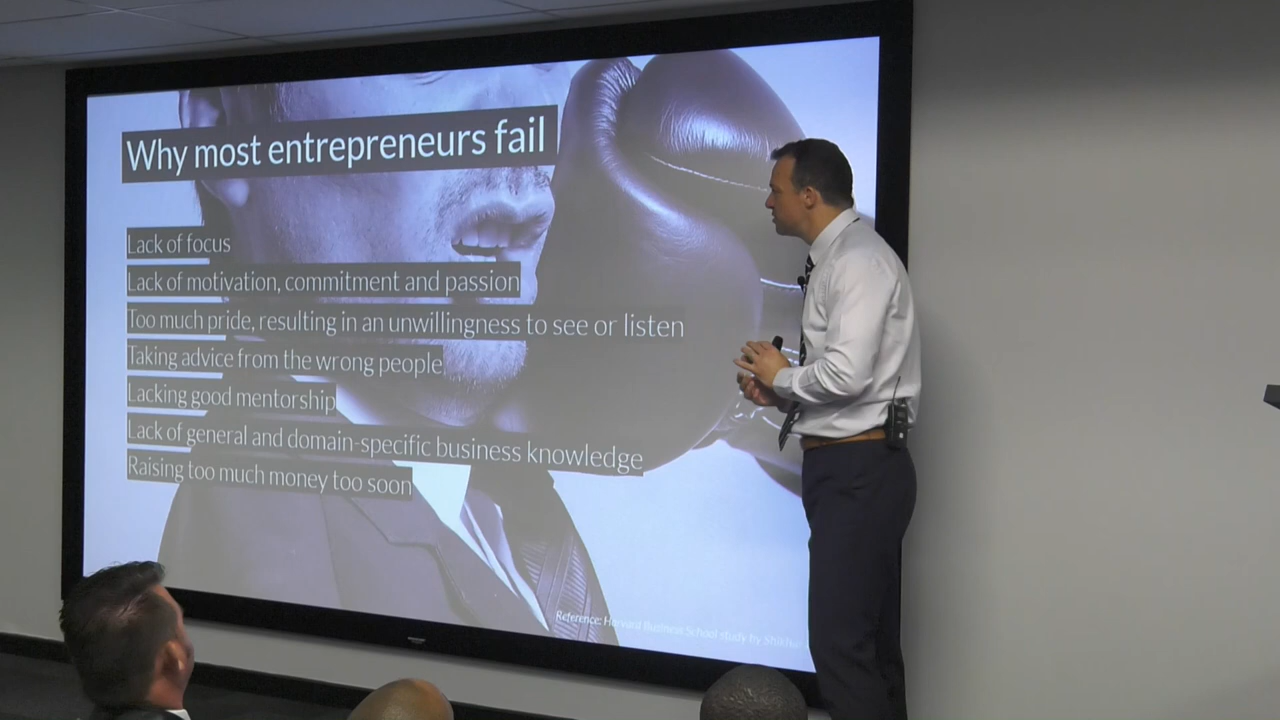 Why most entrepreneurs fail
Lack of focus
Lack of motivation, commitment and passion
Too much pride, resulting in an unwillingness to see or listen
Taking advice from the wrong people
Lacking good mentorship
Lack of general and domain-specific business knowledge
Raising too much money too soon
Reference: Harvard Business School study by Shikhar